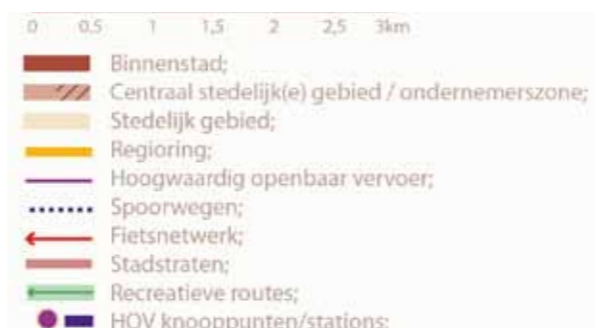 0 0.5 1 1,5 2 2,5 3km
Binnenstad;
Centraal stedelijk(e) gebied / ondernemerszone;
Stedelijk gebied;
Regioring;
Hoogwaardig openbaar vervoer;
Spoorwegen;
Fietsnetwerk;
Stadstraten;
Recreatieve routes;
HOV knooppunten/stations;